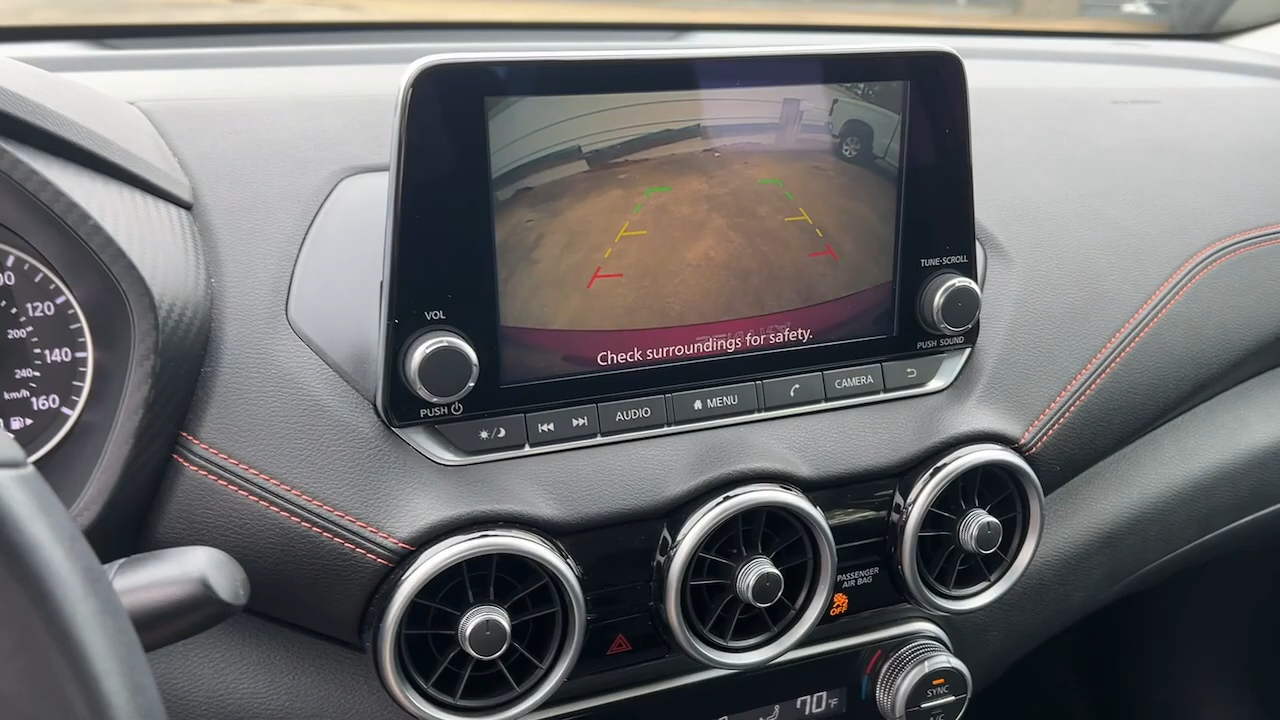 120
200
140
240
km/h
160
VOL
PUSH
TUNE·SCROLL
PUSH SOUND
Check surroundings for safety.
AUDIO
MENU
CAMERA
PASSENGER
AIR BAG
OFF
70°F
SYNC
A/C